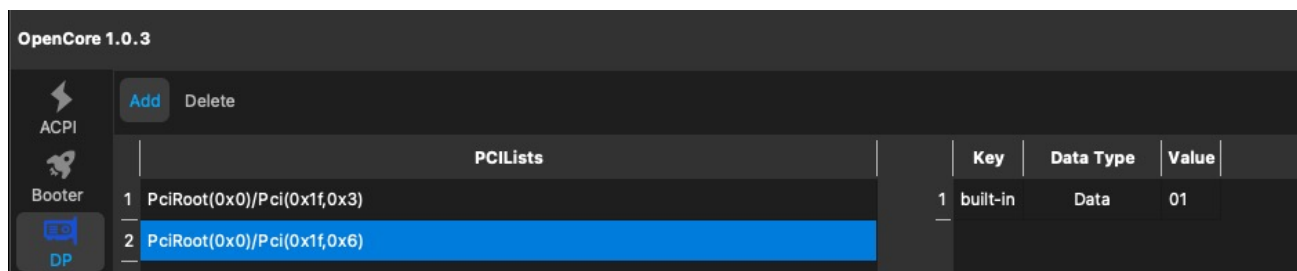 OpenCore 1.0.3
Add Delete
ACPI
PCILists Key Data Type Value
Booter
1 PciRoot(0x0)/Pci(0x1f,0x3) 1 built-in Data 01
2 PciRoot(0x0)/Pci(0x1f,0x6)
DP